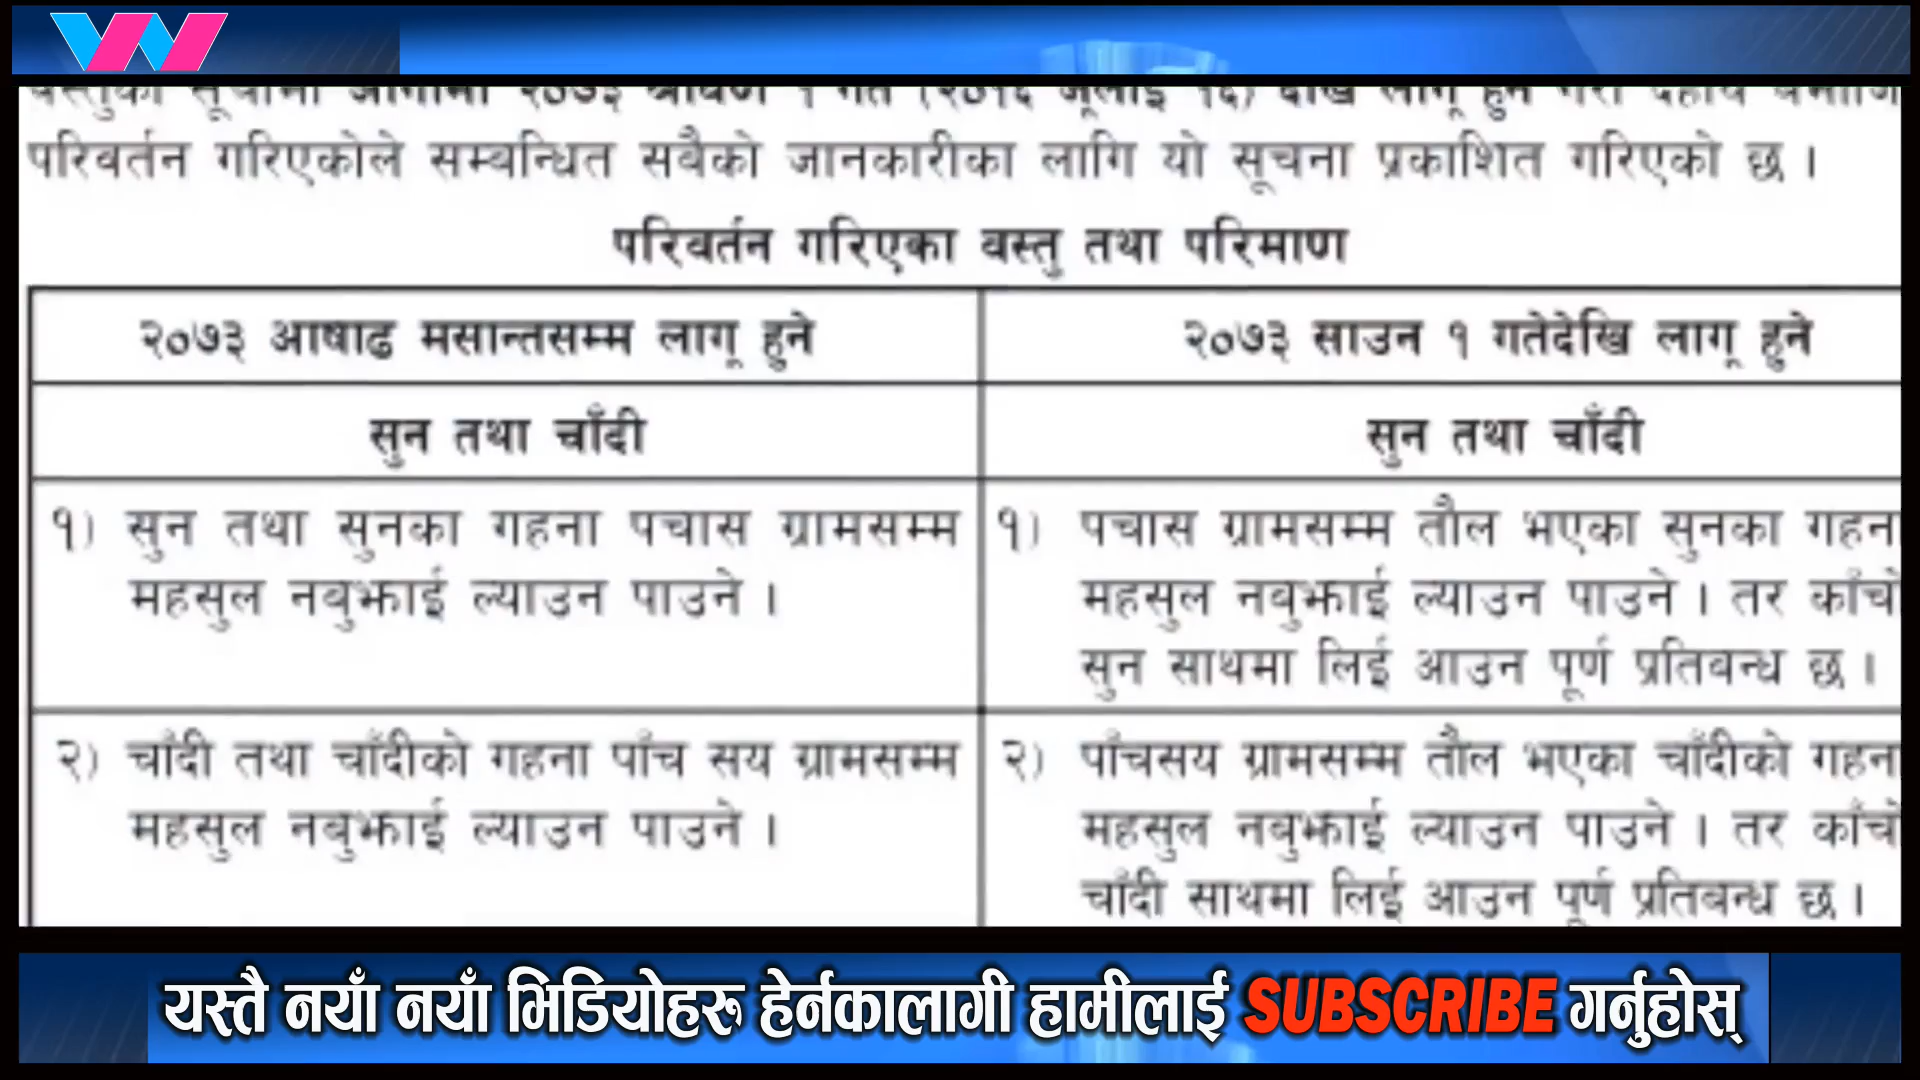 परिवर्तन गरिएकोले सम्बन्धित सबैको जानकारीका लागि यो सूचना प्रकाशित गरिएको छ ।
परिवर्तन गरिएका वस्तु तथा परिमाण
२०७३ आषाढ मसान्तसम्म लागू हुने
२०७३ साउन १ गतेदेखि लागू हुने
सुन तथा चाँदी
सुन तथा चाँदी
१) सुन तथा सुनका गहना पचास ग्रामसम्म
महसुल नबुझाई ल्याउन पाउने ।
१) पचास ग्रामसम्म तौल भएका सुनका गहन
महसुल नबुझाई ल्याउन पाउने । तर काँचो
सुन साथमा लिई आउन पूर्ण प्रतिबन्ध छ ।
२) चाँदी तथा चाँदीको गहना पाँच सय ग्रामसम्म
महसुल नबुझाई ल्याउन पाउने ।
२) पाँचसय ग्रामसम्म तौल भएका चाँदीको गहन
महसुल नबुझाई ल्याउन पाउने । तर काँचो
चाँदी साथमा लिई आउन पूर्ण प्रतिबन्ध छ ।
यस्तै नयाँ नयाँ भिडियोहरू हेर्नकालागी हामीलाई SUBSCRIBE गर्नुहोस्